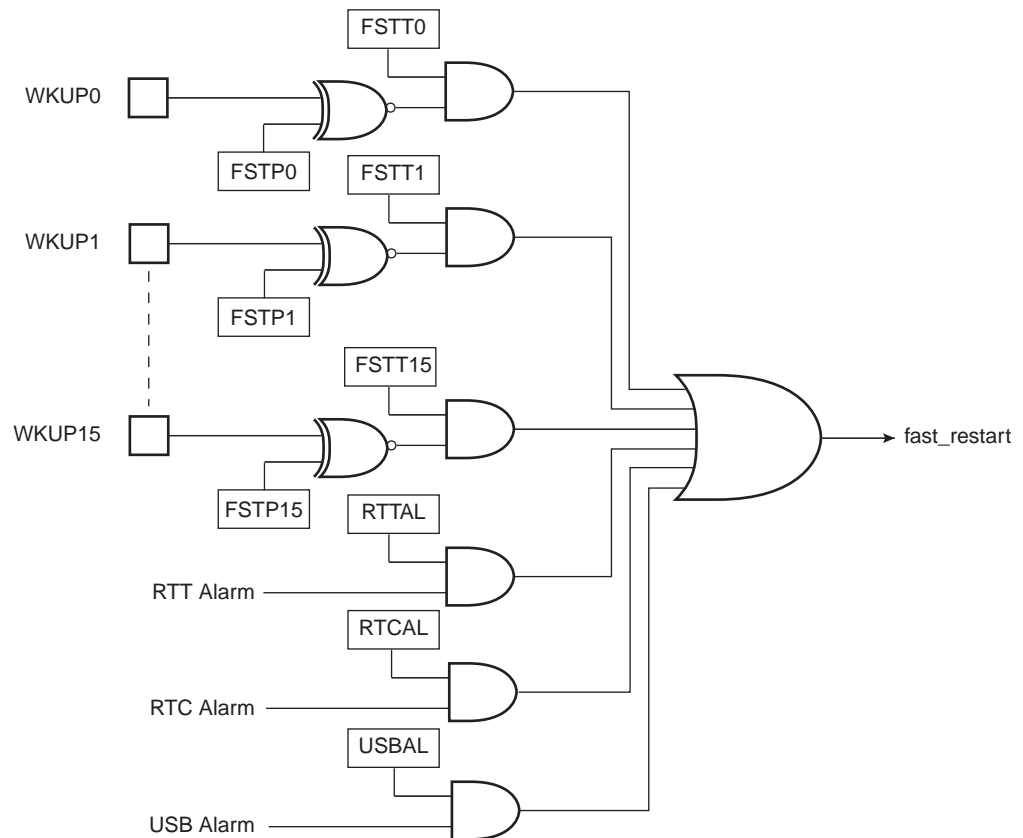 FSTT0
WKUP0
FSTP0
FSTT1
WKUP1
FSTP1
FSTT15
WKUP15
fast_restart
FSTP15
RTTAL
RTT Alarm
RTCAL
RTC Alarm
USBAL
USB Alarm